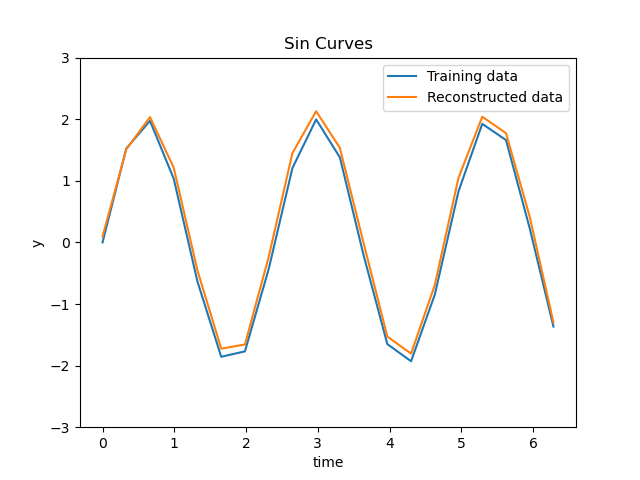 Sin Curves
Training data
Reconstructed data
3
2
1
0
−1
−2
−3
y
0 1 2 3 4 5 6
time